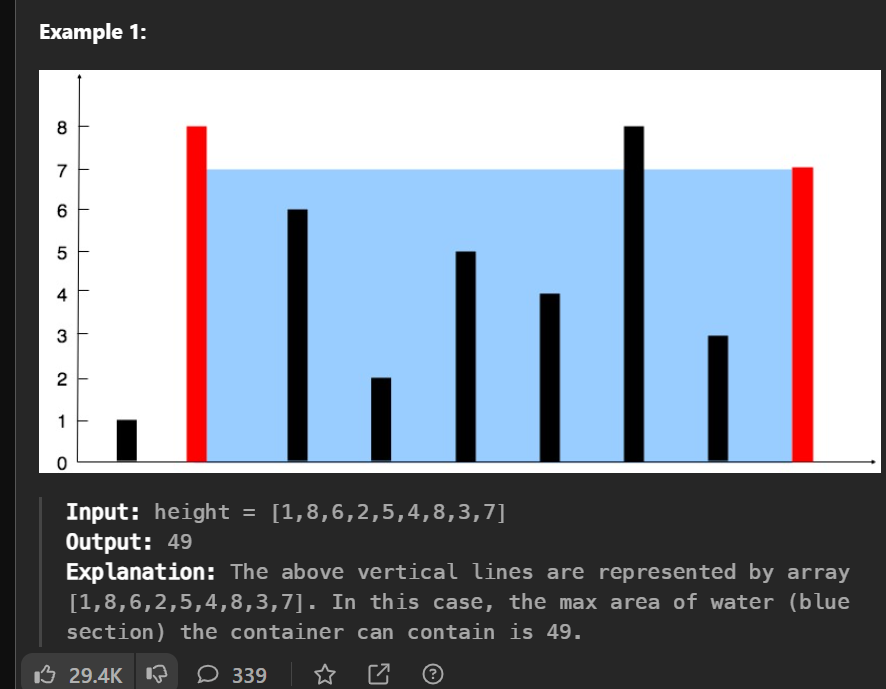 Example 1:
8
7
6
5
4
3
2
1
0
Input: height = [1,8,6,2,5,4,8,3,7]
Output: 49
Explanation: The above vertical lines are represented by array
[1,8,6,2,5,4,8,3,7]. In this case, the max area of water (blue
section) the container can contain is 49.
29.4K 339